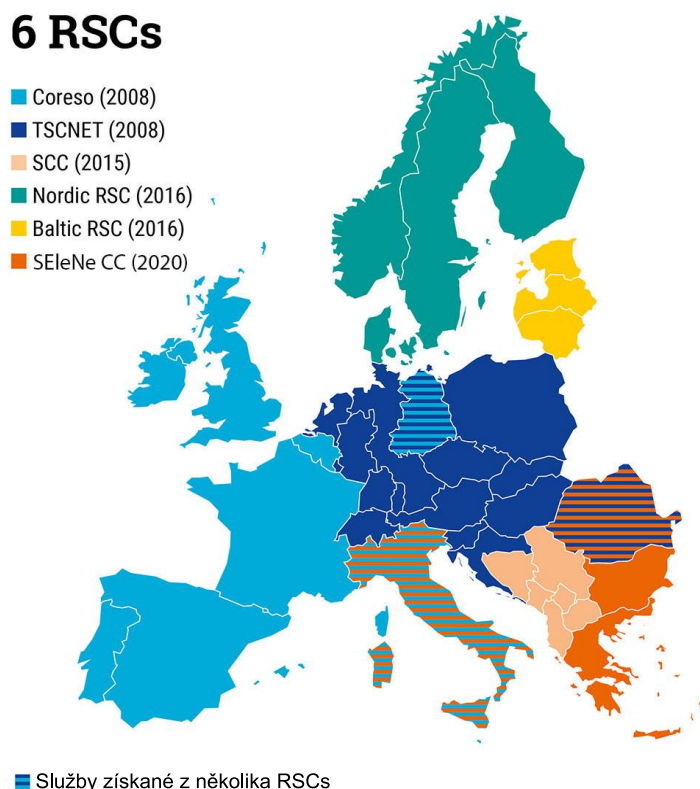 6 RSCs
Coreso (2008)
TSCNET (2008)
SCC (2015)
Nordic RSC (2016)
Baltic RSC (2016)
SEleNe CC (2020)
Služby získané z několika RSCs